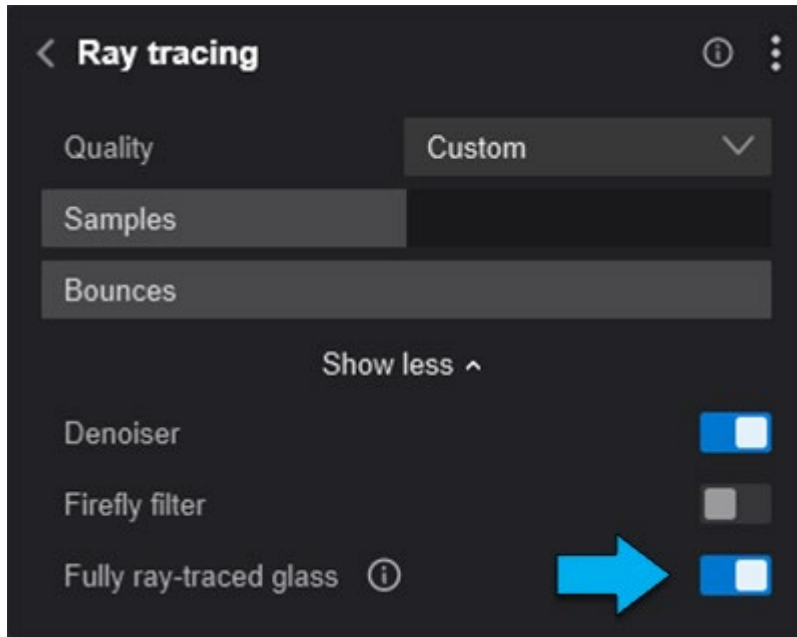 Ray tracing
Quality Custom
Samples
Bounces
Show less
Denoiser
Firefly filter
Fully ray-traced glass